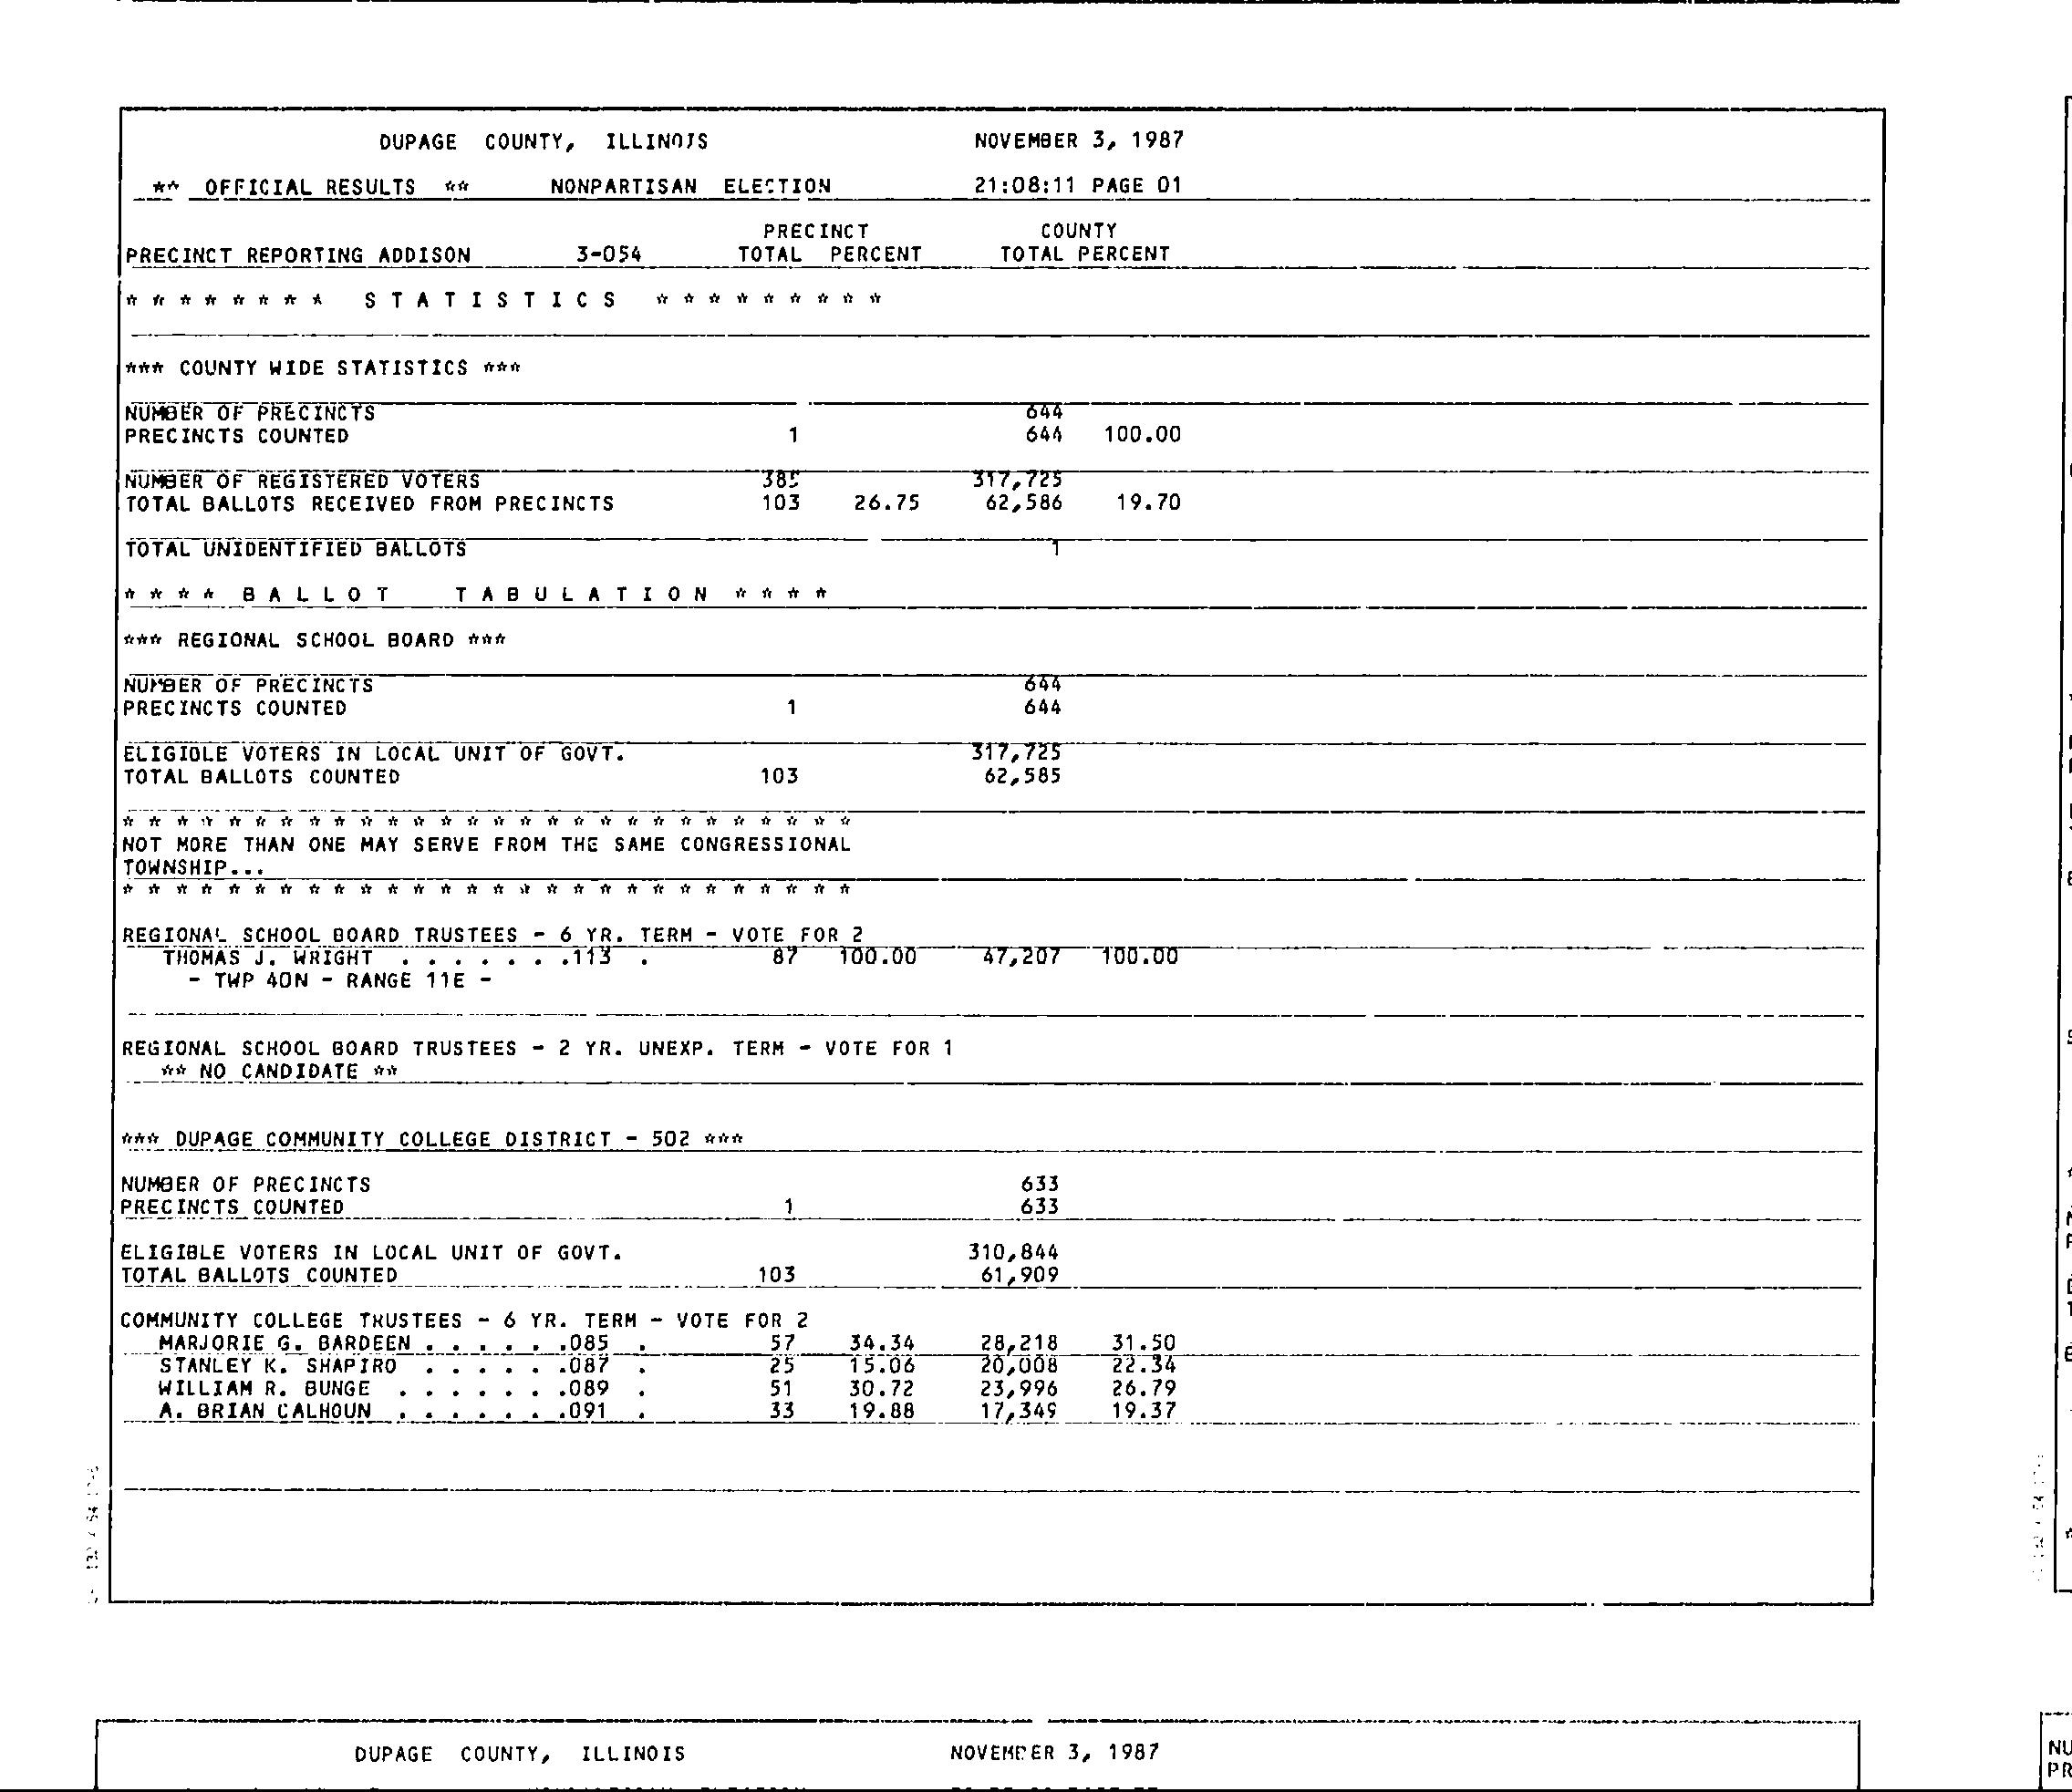 DUPAGE COUNTY, ILLINOIS NOVEMBER 3, 1987
** OFFICIAL RESULTS ** NONPARTISAN ELECTION 21:08:11 PAGE 01
PRECINCT COUNTY
PRECINCT REPORTING ADDISON 3-054 TOTAL PERCENT TOTAL PERCENT
* * * * * * * * S T A T I S T I C S * * * * * * * * *
*** COUNTY WIDE STATISTICS ***
NUMBER OF PRECINCTS 644
PRECINCTS COUNTED 1 644 100.00
NUMBER OF REGISTERED VOTERS 385 317,725
TOTAL BALLOTS RECEIVED FROM PRECINCTS 103 26.75 62,586 19.70
TOTAL UNIDENTIFIED BALLOTS 1
* * * * B A L L O T T A B U L A T I O N * * * *
*** REGIONAL SCHOOL BOARD ***
NUMBER OF PRECINCTS 644
PRECINCTS COUNTED 1 644
ELIGIBLE VOTERS IN LOCAL UNIT OF GOVT. 317,725
TOTAL BALLOTS COUNTED 103 62,585
* * * * * * * * * * * * * * * * * * * * * * * * * * * *
NOT MORE THAN ONE MAY SERVE FROM THE SAME CONGRESSIONAL
TOWNSHIP...
* * * * * * * * * * * * * * * * * * * * * * * * * * * *
REGIONAL SCHOOL BOARD TRUSTEES - 6 YR. TERM - VOTE FOR 2
THOMAS J. WRIGHT . . . . . . .113 . 87 100.00 47,207 100.00
- TWP 40N - RANGE 11E -
REGIONAL SCHOOL BOARD TRUSTEES - 2 YR. UNEXP. TERM - VOTE FOR 1
** NO CANDIDATE **
*** DUPAGE COMMUNITY COLLEGE DISTRICT - 502 ***
NUMBER OF PRECINCTS 633
PRECINCTS COUNTED 1 633
ELIGIBLE VOTERS IN LOCAL UNIT OF GOVT. 310,844
TOTAL BALLOTS COUNTED 103 61,909
COMMUNITY COLLEGE TRUSTEES - 6 YR. TERM - VOTE FOR 2
MARJORIE G. BARDEEN . . . . . .085 . 57 34.34 28,218 31.50
STANLEY K. SHAPIRO . . . . . .087 . 25 15.06 20,008 22.34
WILLIAM R. BUNGE . . . . . . .089 . 51 30.72 23,996 26.79
A. BRIAN CALHOUN . . . . . . .091 . 33 19.88 17,349 19.37
DUPAGE COUNTY, ILLINOIS NOVEMBER 3, 1987